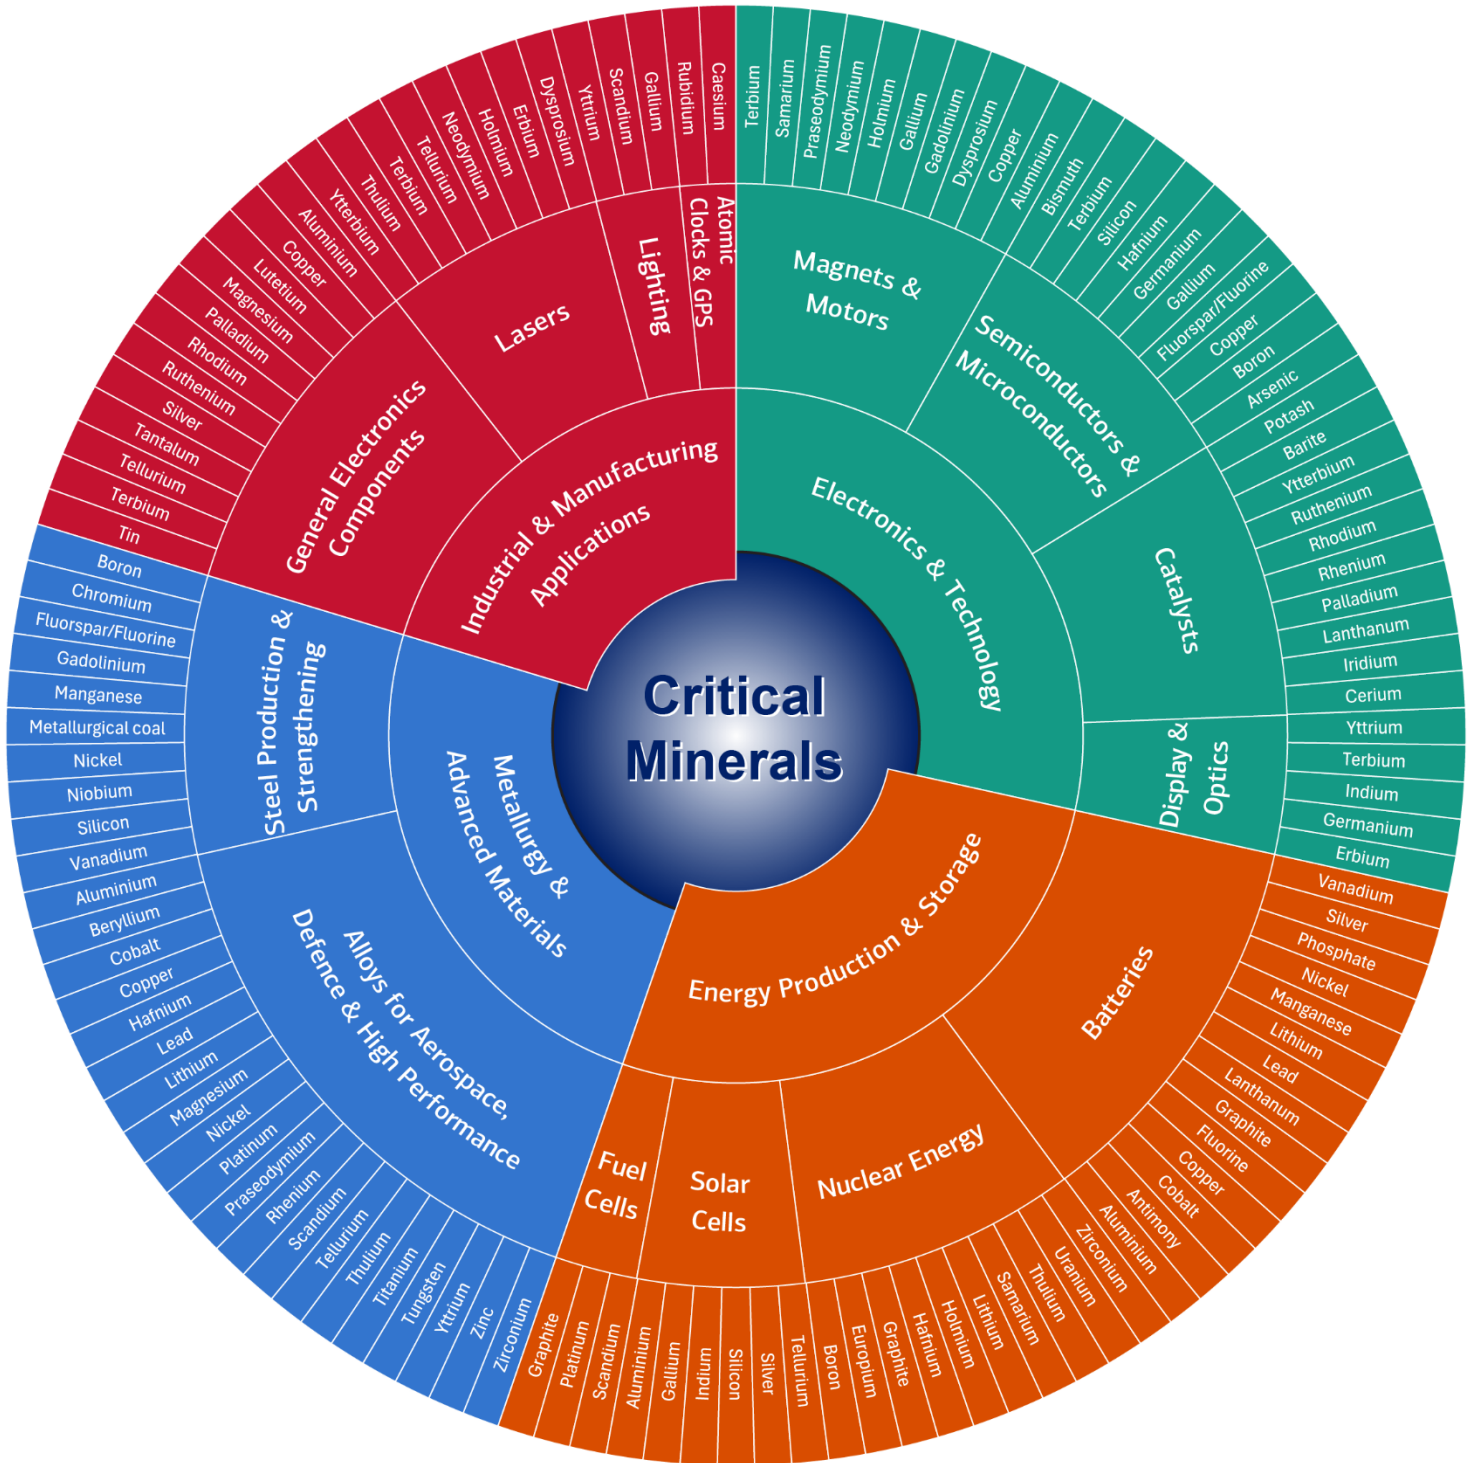 Critical
Minerals
Electronics & Technology
Magnets &
Motors
Terbium
Samarium
Praseodymium
Neodymium
Holmium
Gallium
Gadolinium
Dysprosium
Copper
Aluminium
Semiconductors &
Microconductors
Bismuth
Terbium
Silicon
Hafnium
Germanium
Gallium
Fluorspar/Fluorine
Copper
Boron
Arsenic
Catalysts
Potash
Barite
Ytterbium
Ruthenium
Rhodium
Rhenium
Palladium
Lanthanum
Iridium
Cerium
Display &
Optics
Yttrium
Terbium
Indium
Germanium
Erbium
Energy Production & Storage
Batteries
Vanadium
Silver
Phosphate
Nickel
Manganese
Lithium
Lead
Lanthanum
Graphite
Fluorine
Copper
Cobalt
Antimony
Aluminium
Nuclear Energy
Zirconium
Uranium
Thulium
Samarium
Lithium
Holmium
Hafnium
Graphite
Europium
Boron
Solar
Cells
Tellurium
Silver
Silicon
Indium
Gallium
Aluminium
Fuel
Cells
Scandium
Platinum
Graphite
Metallurgy &
Advanced Materials
Alloys for Aerospace,
Defence & High Performance
Zirconium
Zinc
Yttrium
Tungsten
Titanium
Thulium
Tellurium
Scandium
Rhenium
Praseodymium
Platinum
Nickel
Magnesium
Lithium
Lead
Hafnium
Copper
Cobalt
Beryllium
Aluminium
Steel Production &
Strengthening
Vanadium
Silicon
Niobium
Nickel
Metallurgical coal
Manganese
Gadolinium
Fluorspar/Fluorine
Chromium
Boron
Industrial & Manufacturing
Applications
General Electronics
Components
Tin
Terbium
Tellurium
Tantalum
Silver
Ruthenium
Rhodium
Palladium
Magnesium
Lutetium
Copper
Aluminium
Lasers
Ytterbium
Thulium
Terbium
Tellurium
Neodymium
Holmium
Erbium
Dysprosium
Lighting
Yttrium
Scandium
Gallium
Atomic
Clocks & GPS
Rubidium
Caesium